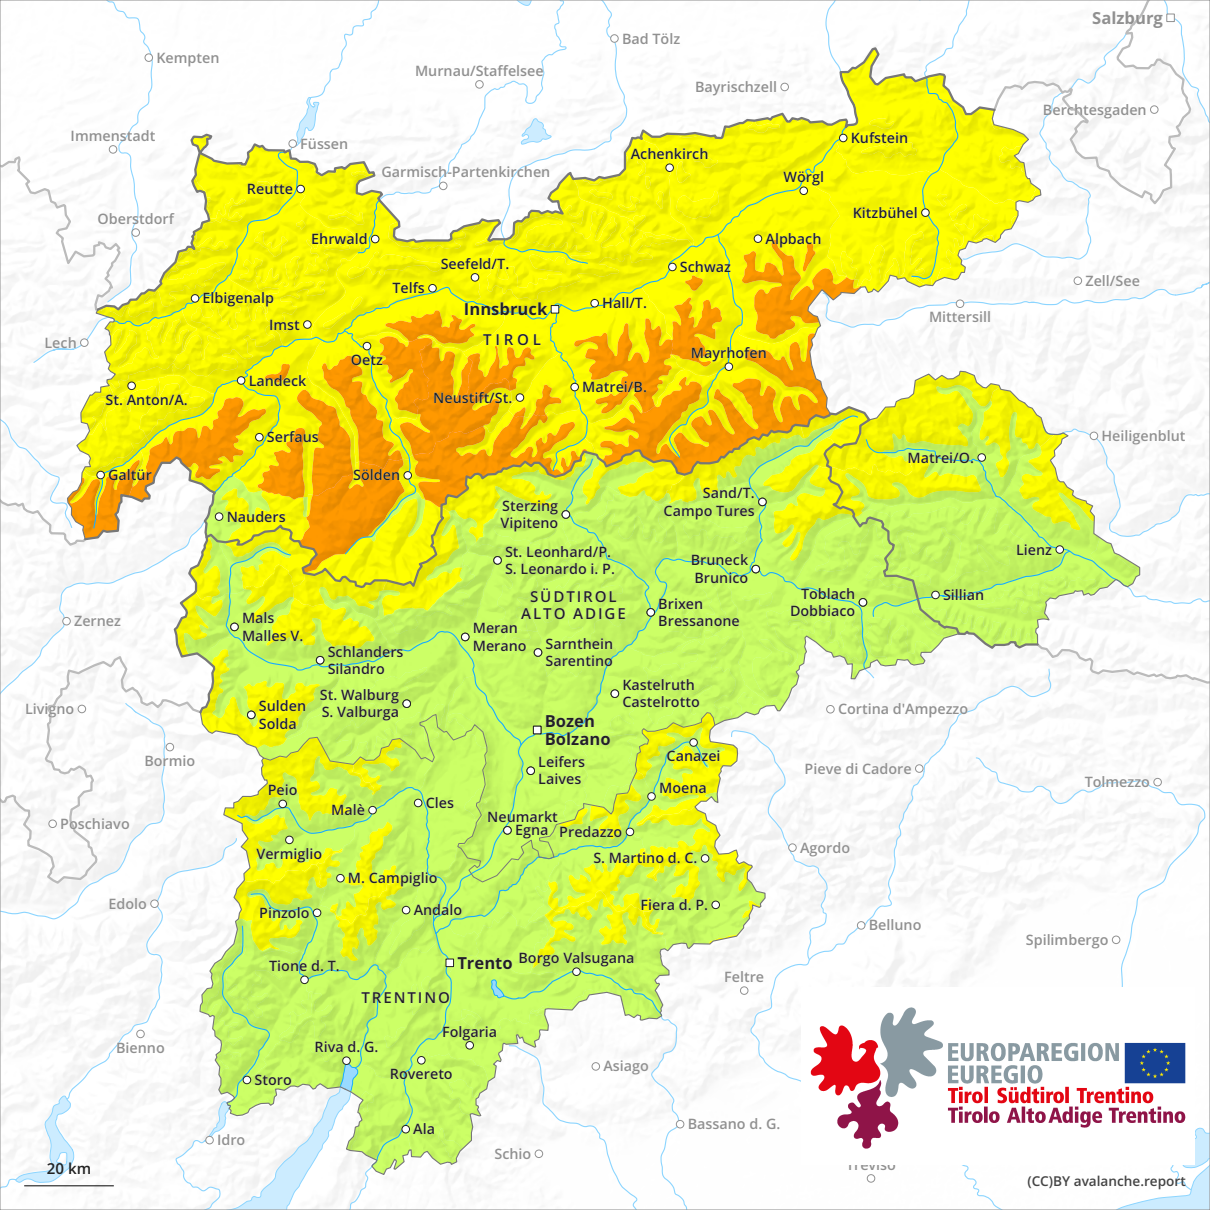 Salzburg
Bad Tölz
Kempten
Murnau/Staffelsee
Bayrischzell
Berchtesgaden
Immenstadt
Füssen
Kufstein
Achenkirch
Garmisch-Partenkirchen
Wörgl
Reutte
Oberstdorf
Kitzbühel
Ehrwald
Alpbach
Seefeld/T.
Schwaz
Zell/See
Telfs
Elbigenalp
Hall/T.
Innsbruck
Mittersill
Imst
TIROL
Lech
Oetz
Mayrhofen
Landeck
Matrei/B.
St. Anton/A.
Neustift/St.
Serfaus
Heiligenblut
Matrei/O.
Galtür
Sölden
Sand/T.
Campo Tures
Sterzing
Vipiteno
Nauders
St. Leonhard/P.
S. Leonardo i. P.
Lienz
Bruneck
Brunico
SÜDTIROL
ALTO ADIGE
Toblach
Dobbiaco
Sillian
Brixen
Bressanone
Zernez
Mals
Malles V.
Meran
Merano
Sarnthein
Sarentino
Schlanders
Silandro
Kastelruth
Castelrotto
St. Walburg
S. Valburga
Livigno
Sulden
Solda
Cortina d'Ampezzo
Bozen
Bolzano
Bormio
Canazei
Leifers
Laives
Pieve di Cadore
Tolmezzo
Peio
Moena
Malè
Cles
Neumarkt
Egna
Poschiavo
Predazzo
Vermiglio
Agordo
S. Martino d. C.
M. Campiglio
Edolo
Pinzolo
Andalo
Fiera d. P.
Belluno
Spilimbergo
Trento
Borgo Valsugana
Tione d. T.
Feltre
TRENTINO
Folgaria
Bienno
Riva d. G.
Rovereto
Asiago
Storo
EUROPAREGION
EUREGIO
Tirol Südtirol Trentino
Tirolo Alto Adige Trentino
Ala
Bassano d. G.
Idro
Schio
Treviso
20 km
(CC)BY avalanche.report